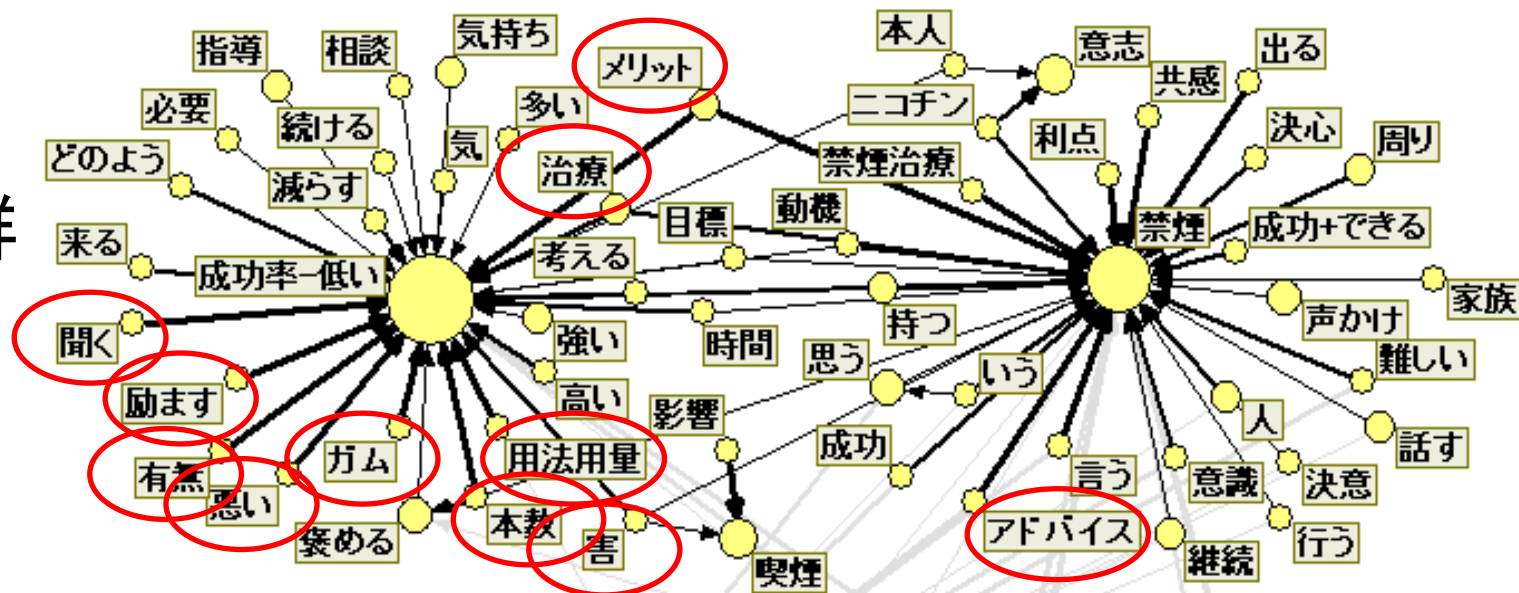 本人
気持ち
意志
出る
指導
相談
メリット
共感
多い
ニコチン
必要
続ける
決心
周り
気
利点
どのよう
治療
禁煙治療
減らす
動機
目標
禁煙
成功+できる
来る
考える
成功率ー低い
家族
持つ
声かけ
聞く
強い
時間
思う
難しい
いう
励ます
高い
影響
人
ガム
用法用量
成功
話す
有無
言う
意識
決意
悪い
本数
アドバイス
褒める
害
行う
継続
喫煙